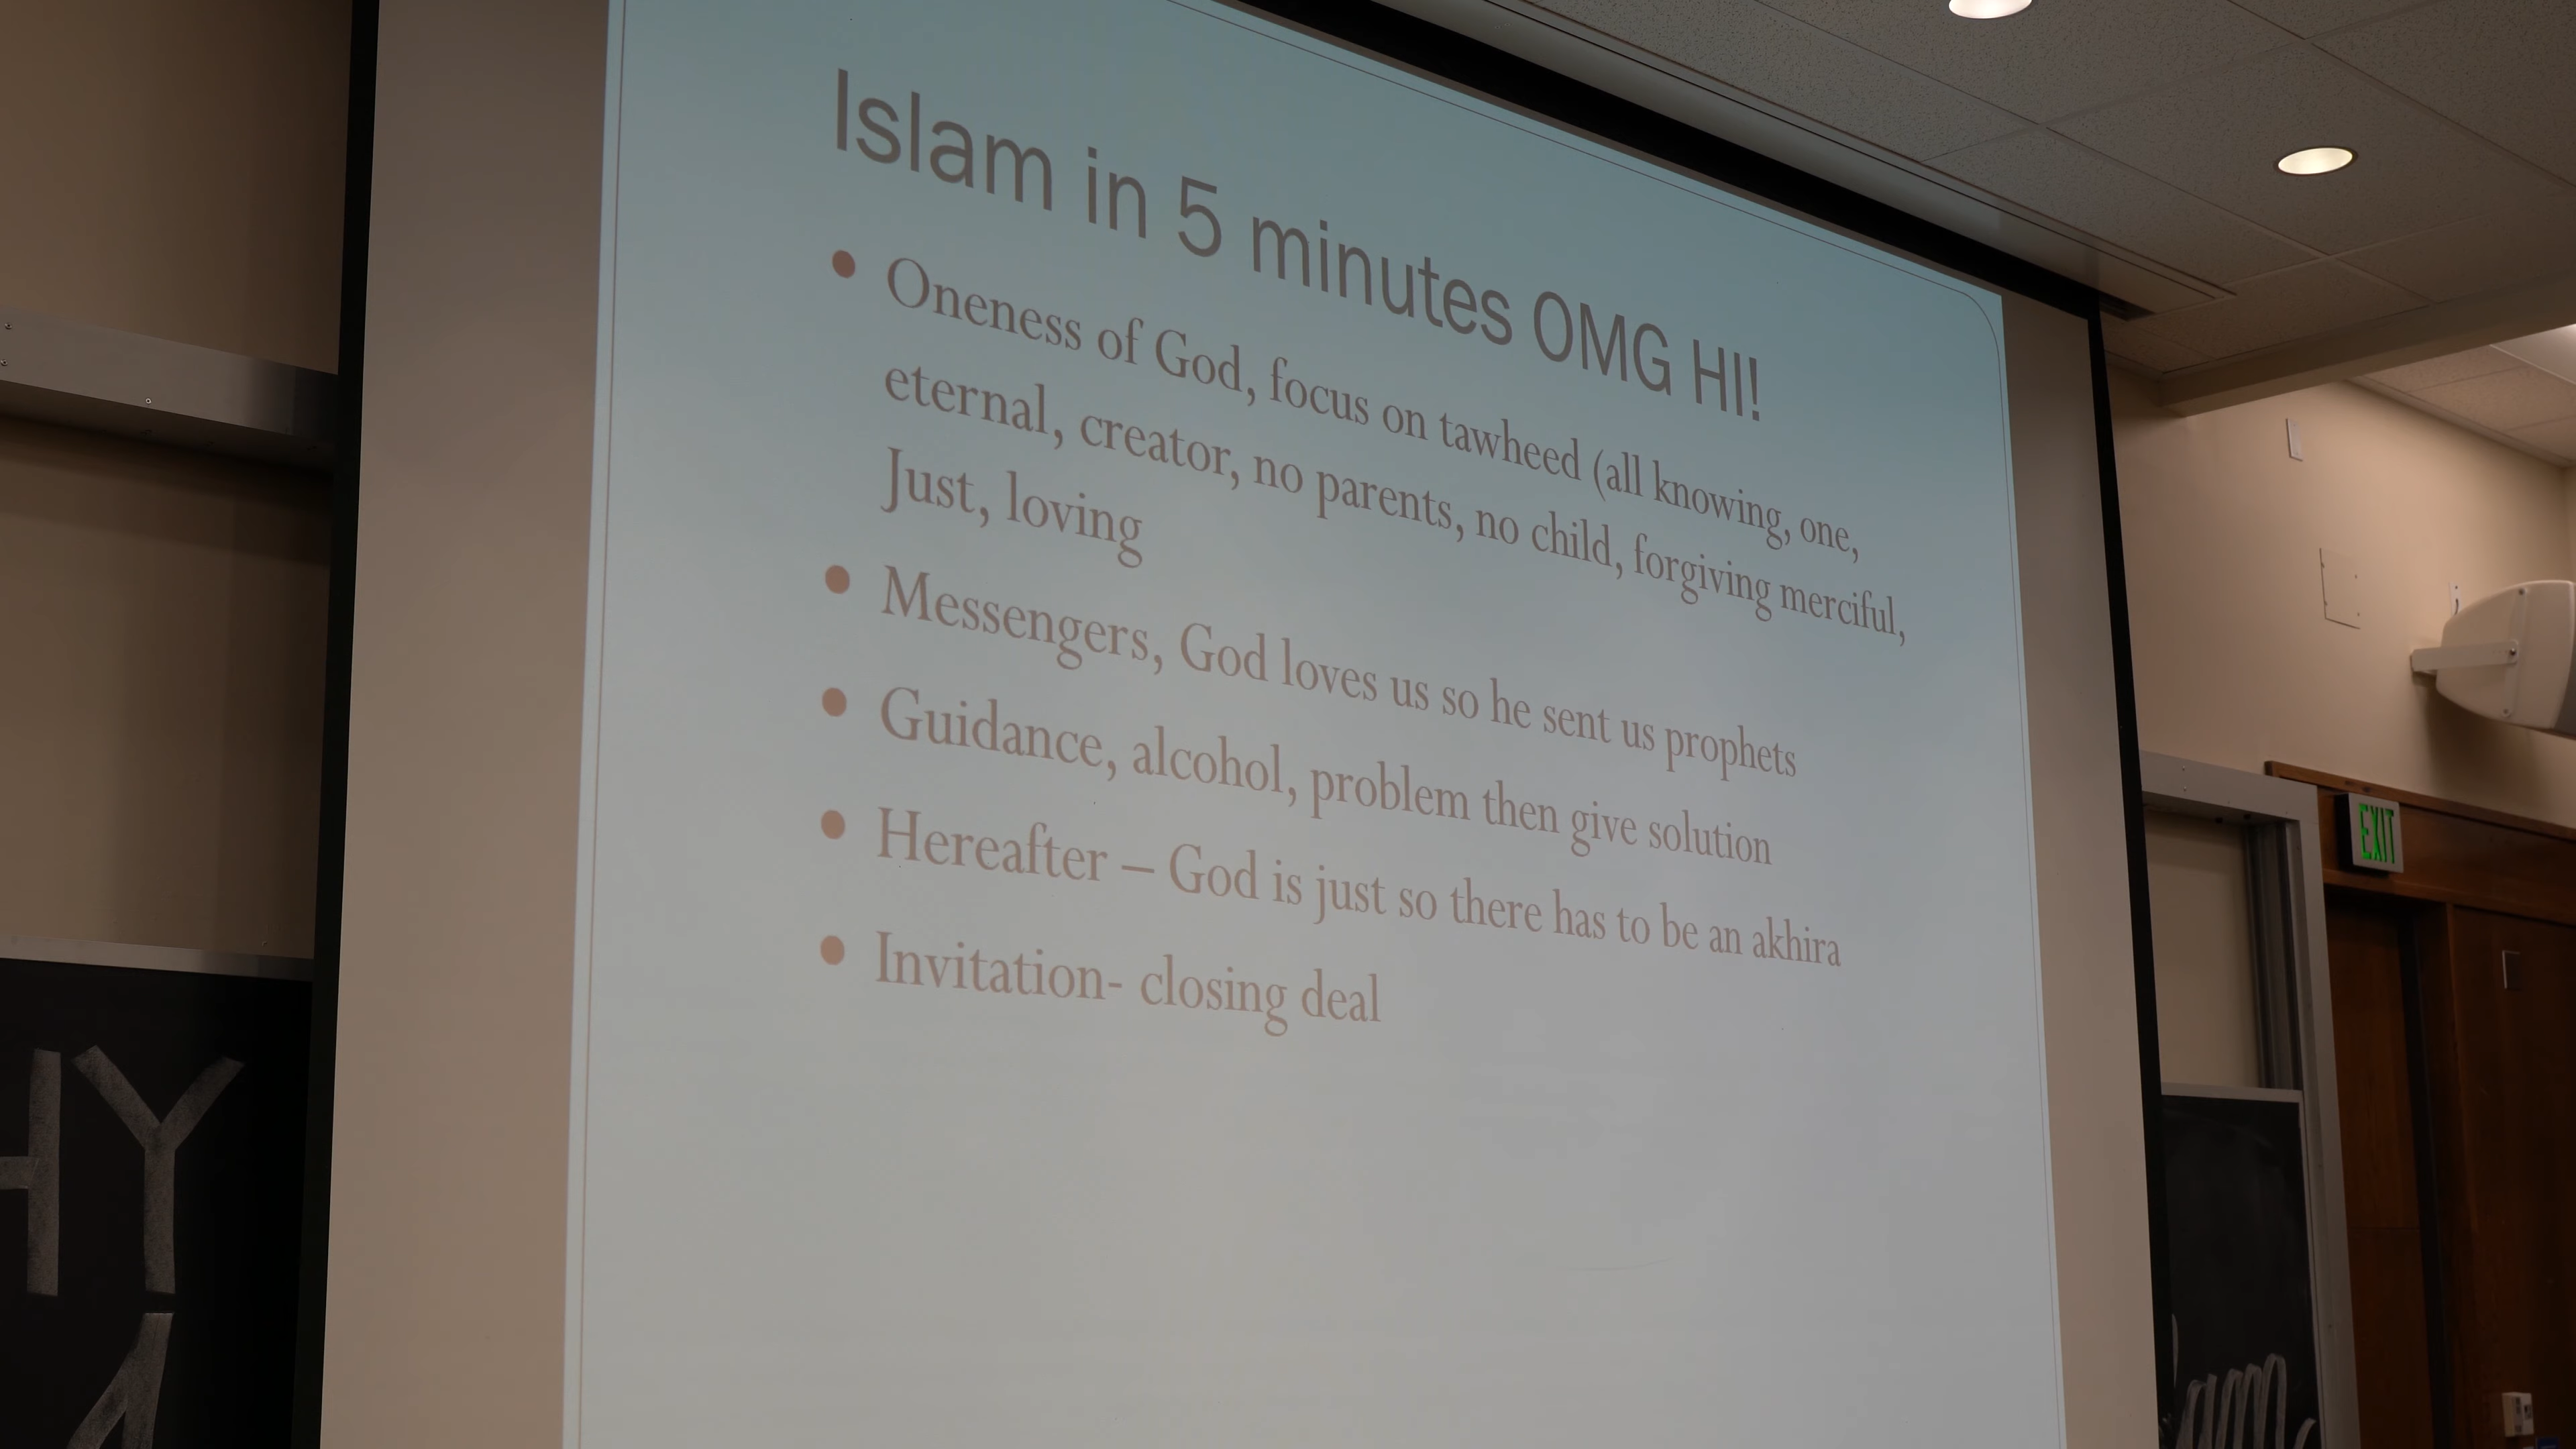 Islam in 5 minutes OMG HI!
• Oneness of God, focus on tawheed (all knowing, one,
eternal, creator, no parents, no child, forgiving merciful,
Just, loving
• Messengers, God loves us so he sent us prophets
• Guidance, alcohol, problem then give solution
• Hereafter – God is just so there has to be an akhira
• Invitation- closing deal
EXIT
HY